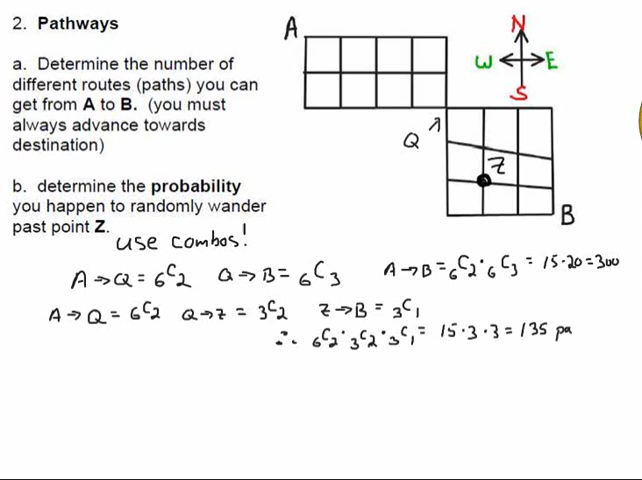 2. Pathways
a. Determine the number of
different routes (paths) you can
get from A to B. (you must
always advance towards
destination)
b. determine the probability
you happen to randomly wander
past point Z.
use combos!
A
N
W E
S
Q
Z
B
A→Q = 6C2 Q→B = 6C3 A→B = 6C2 · 6C3 = 15·20 = 300
A→Q = 6C2 Q→Z = 3C2 Z→B = 3C1
∴ 6C2 · 3C2 · 3C1 = 15·3·3 = 135 pa